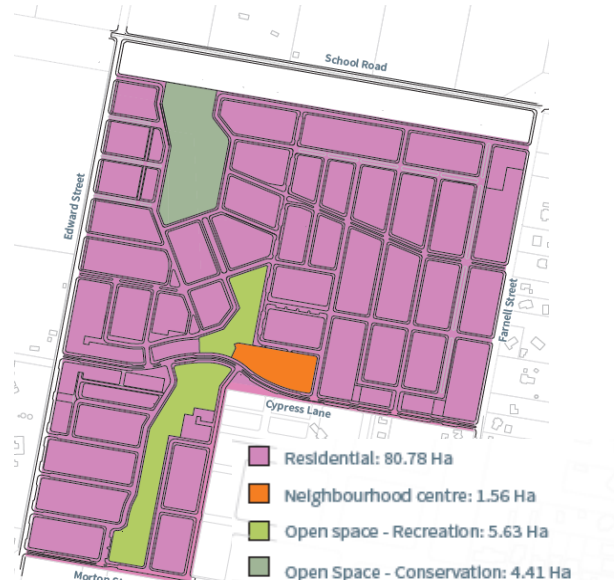 School Road
Edward Street
Farnell Street
Cypress Lane
Residential: 80.78 Ha
Neighbourhood centre: 1.56 Ha
Open space - Recreation: 5.63 Ha
Open Space - Conservation: 4.41 Ha